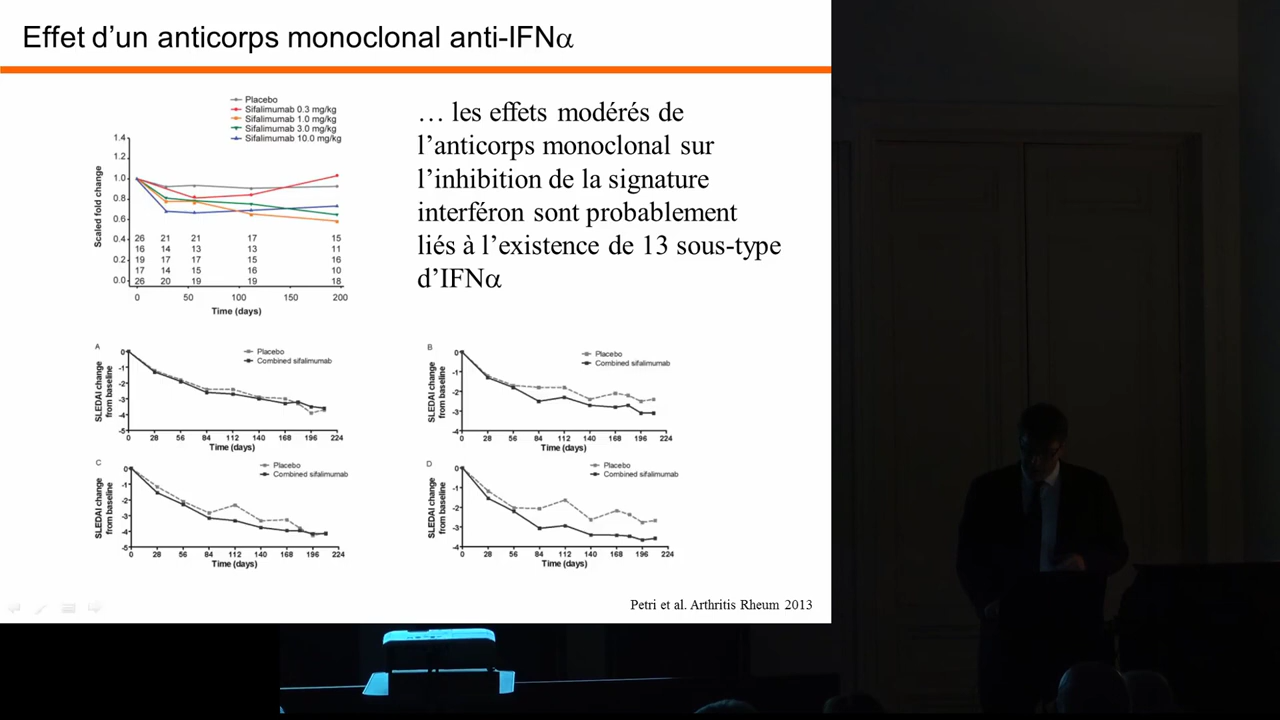 Effet d’un anticorps monoclonal anti-IFNα
Placebo
Sifalimumab 0.3 mg/kg
Sifalimumab 1.0 mg/kg
Sifalimumab 3.0 mg/kg
Sifalimumab 10.0 mg/kg
1.4
1.2
1.0
0.8
0.6
0.4
0.2
0.0
Scaled fold change
26 21 21 17 15
16 14 13 13 11
19 17 17 15 16
17 14 15 16 10
26 20 19 19 18
0 50 100 150 200
Time (days)
… les effets modérés de
l’anticorps monoclonal sur
l’inhibition de la signature
interféron sont probablement
liés à l’existence de 13 sous-type
d’IFNα
A
Placebo
Combined sifalimumab
SLEDAI change
from baseline
0
-1
-2
-3
-4
-5
0 28 56 84 112 140 168 196 224
Time (days)
B
Placebo
Combined sifalimumab
SLEDAI change
from baseline
0
-1
-2
-3
-4
0 28 56 84 112 140 168 196 224
Time (days)
C
Placebo
Combined sifalimumab
SLEDAI change
from baseline
0
-1
-2
-3
-4
-5
0 28 56 84 112 140 168 196 224
Time (days)
D
Placebo
Combined sifalimumab
SLEDAI change
from baseline
0
-1
-2
-3
-4
0 28 56 84 112 140 168 196 224
Time (days)
Petri et al. Arthritis Rheum 2013